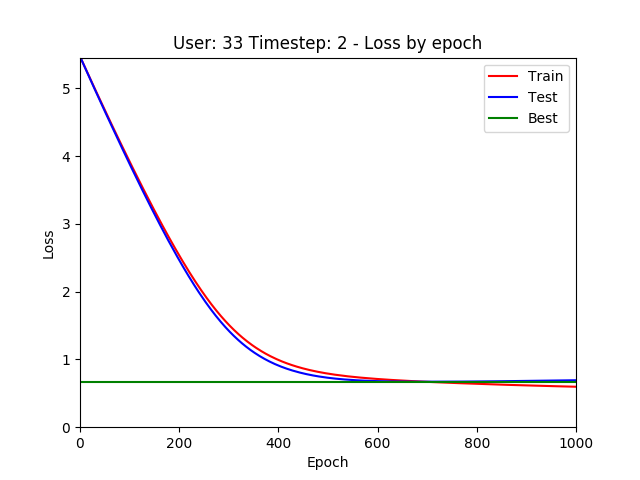 User: 33 Timestep: 2 - Loss by epoch
Train
Test
Best
Loss
5
4
3
2
1
0
0 200 400 600 800 1000
Epoch